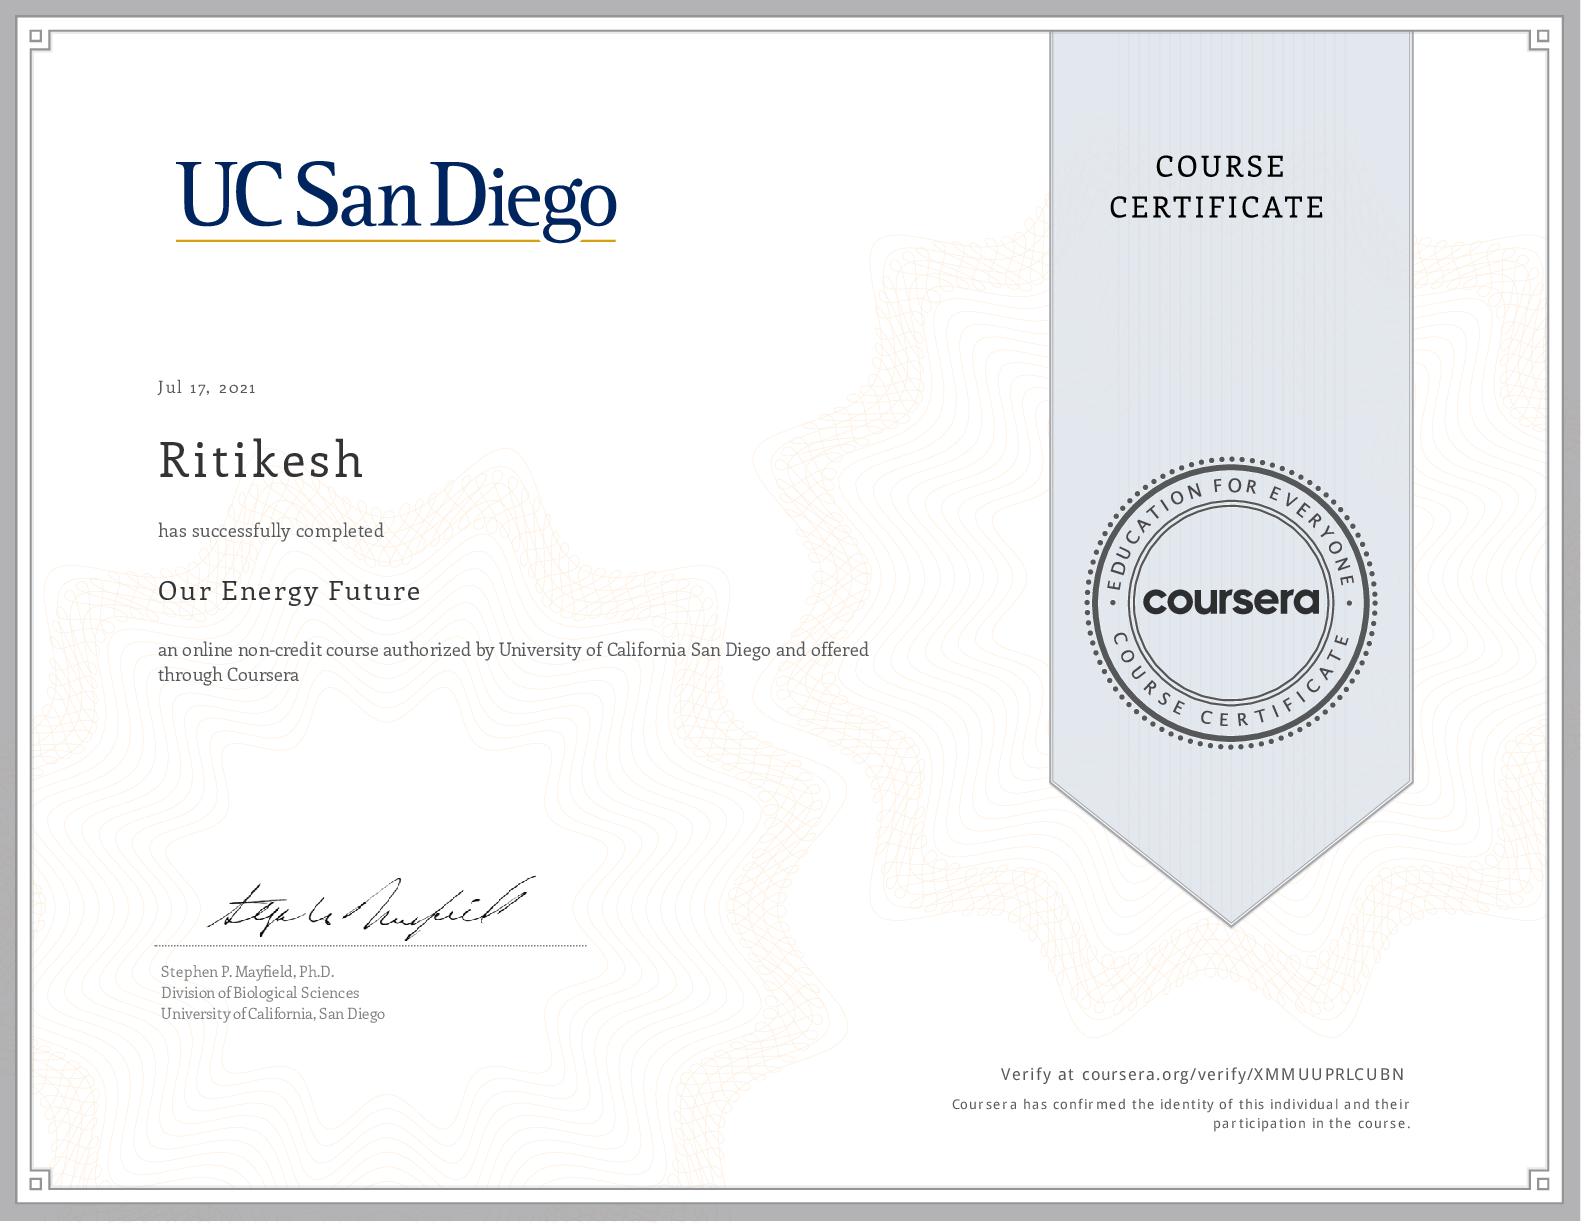 UC San Diego
COURSE
CERTIFICATE
Jul 17, 2021
Ritikesh
has successfully completed
Our Energy Future
an online non-credit course authorized by University of California San Diego and offered
through Coursera
EDUCATION FOR EVERYONE
coursera
COURSE CERTIFICATE
Stephen P. Mayfield, Ph.D.
Division of Biological Sciences
University of California, San Diego
Verify at coursera.org/verify/XMMUUPRLCUBN
Coursera has confirmed the identity of this individual and their
participation in the course.